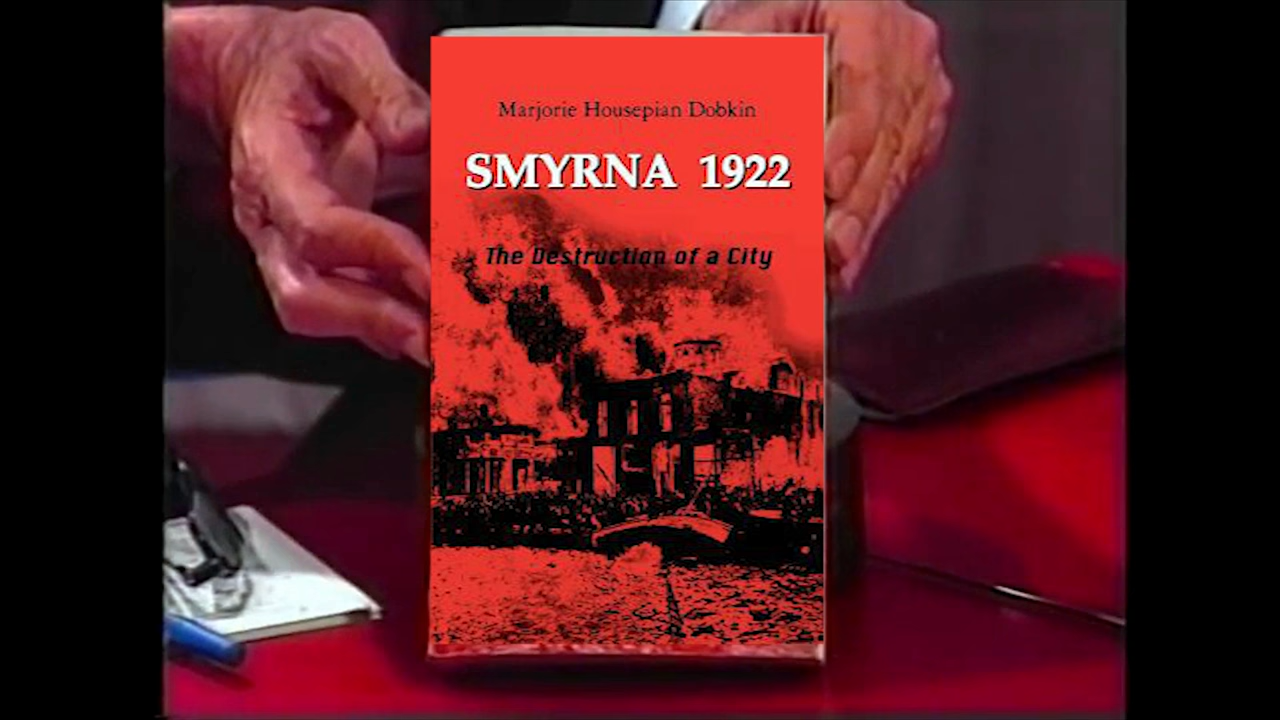 Marjorie Housepian Dobkin
SMYRNA 1922
The Destruction of a City